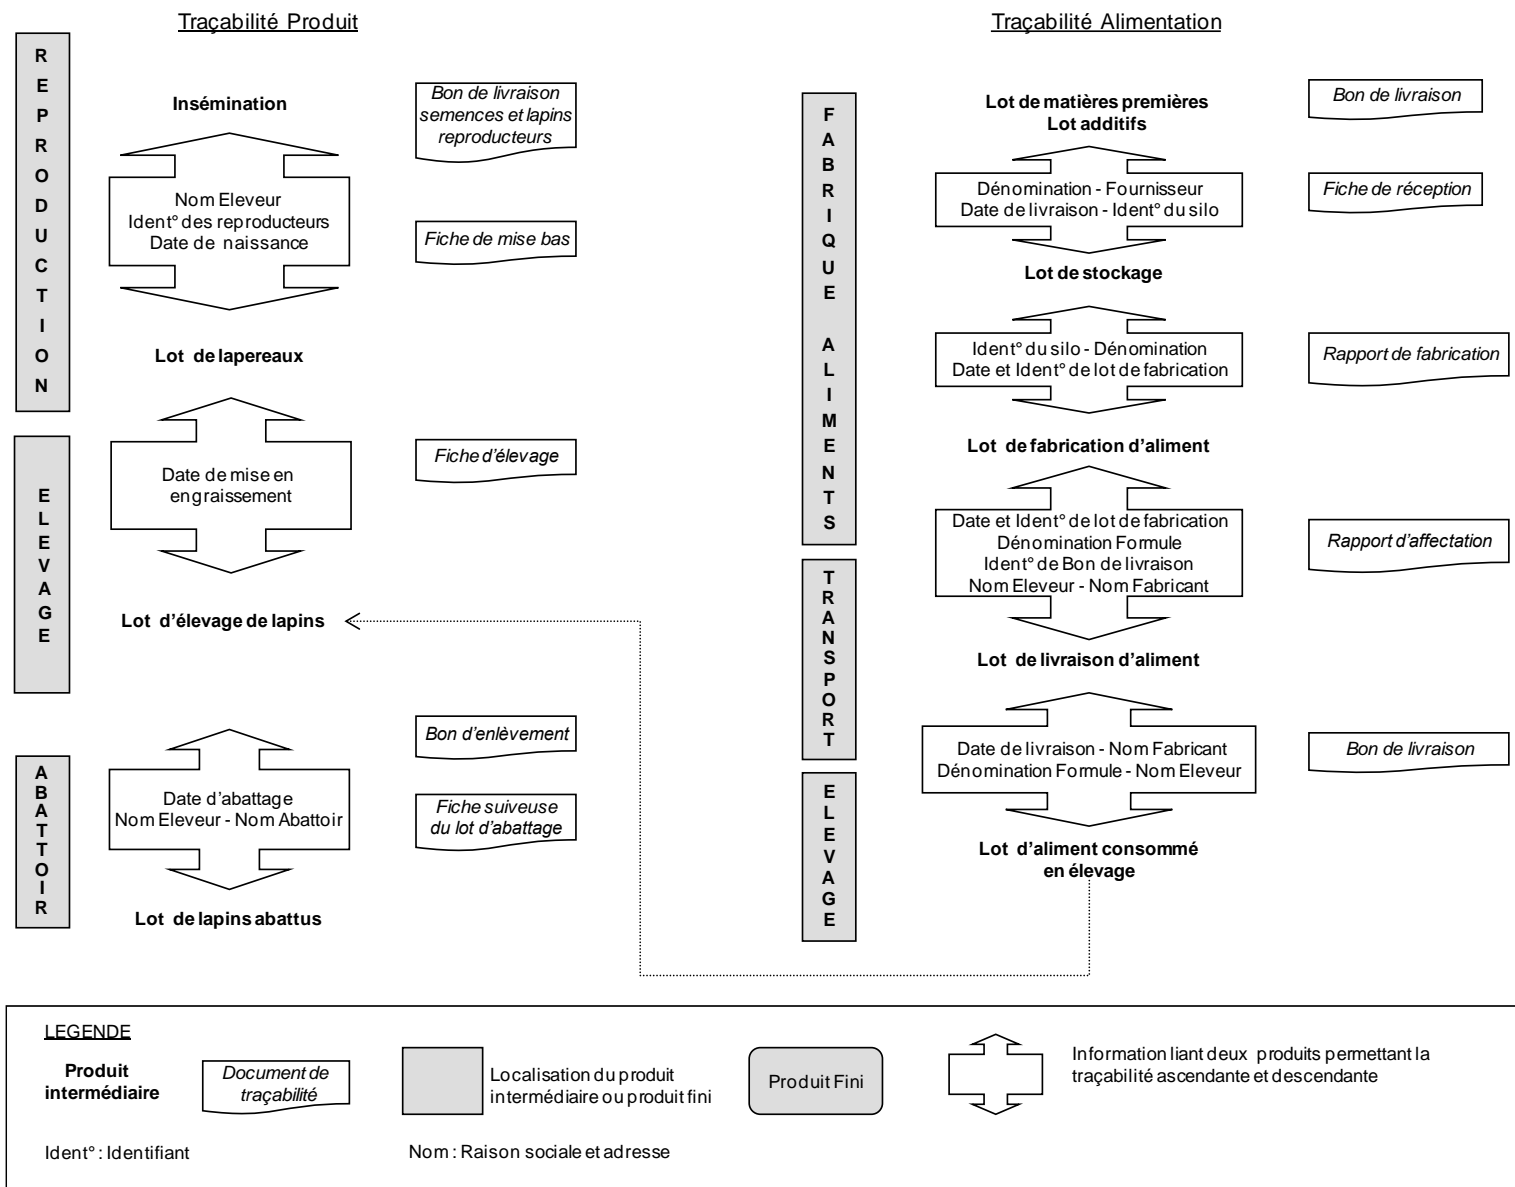 Traçabilité Produit
REPRODUCTION
Insémination
Bon de livraison
semences et lapins
reproducteurs
Nom Eleveur
Ident° des reproducteurs
Date de naissance
Fiche de mise bas
Lot de lapereaux
ELEVAGE
Date de mise en
engraissement
Fiche d'élevage
Lot d'élevage de lapins
ABATTOIR
Bon d'enlèvement
Date d'abattage
Nom Eleveur - Nom Abattoir
Fiche suiveuse
du lot d'abattage
Lot de lapins abattus
Traçabilité Alimentation
FABRIQUE ALIMENTS
Lot de matières premières
Lot additifs
Bon de livraison
Dénomination - Fournisseur
Date de livraison - Ident° du silo
Fiche de réception
Lot de stockage
Ident° du silo - Dénomination
Date et Ident° de lot de fabrication
Rapport de fabrication
Lot de fabrication d'aliment
Date et Ident° de lot de fabrication
Dénomination Formule
Ident° de Bon de livraison
Nom Eleveur - Nom Fabricant
Rapport d'affectation
TRANSPORT
Lot de livraison d'aliment
Date de livraison - Nom Fabricant
Dénomination Formule - Nom Eleveur
Bon de livraison
ELEVAGE
Lot d'aliment consommé
en élevage
LEGENDE
Produit
intermédiaire
Document de
traçabilité
Localisation du produit
intermédiaire ou produit fini
Produit Fini
Information liant deux produits permettant la
traçabilité ascendante et descendante
Ident° : Identifiant
Nom : Raison sociale et adresse